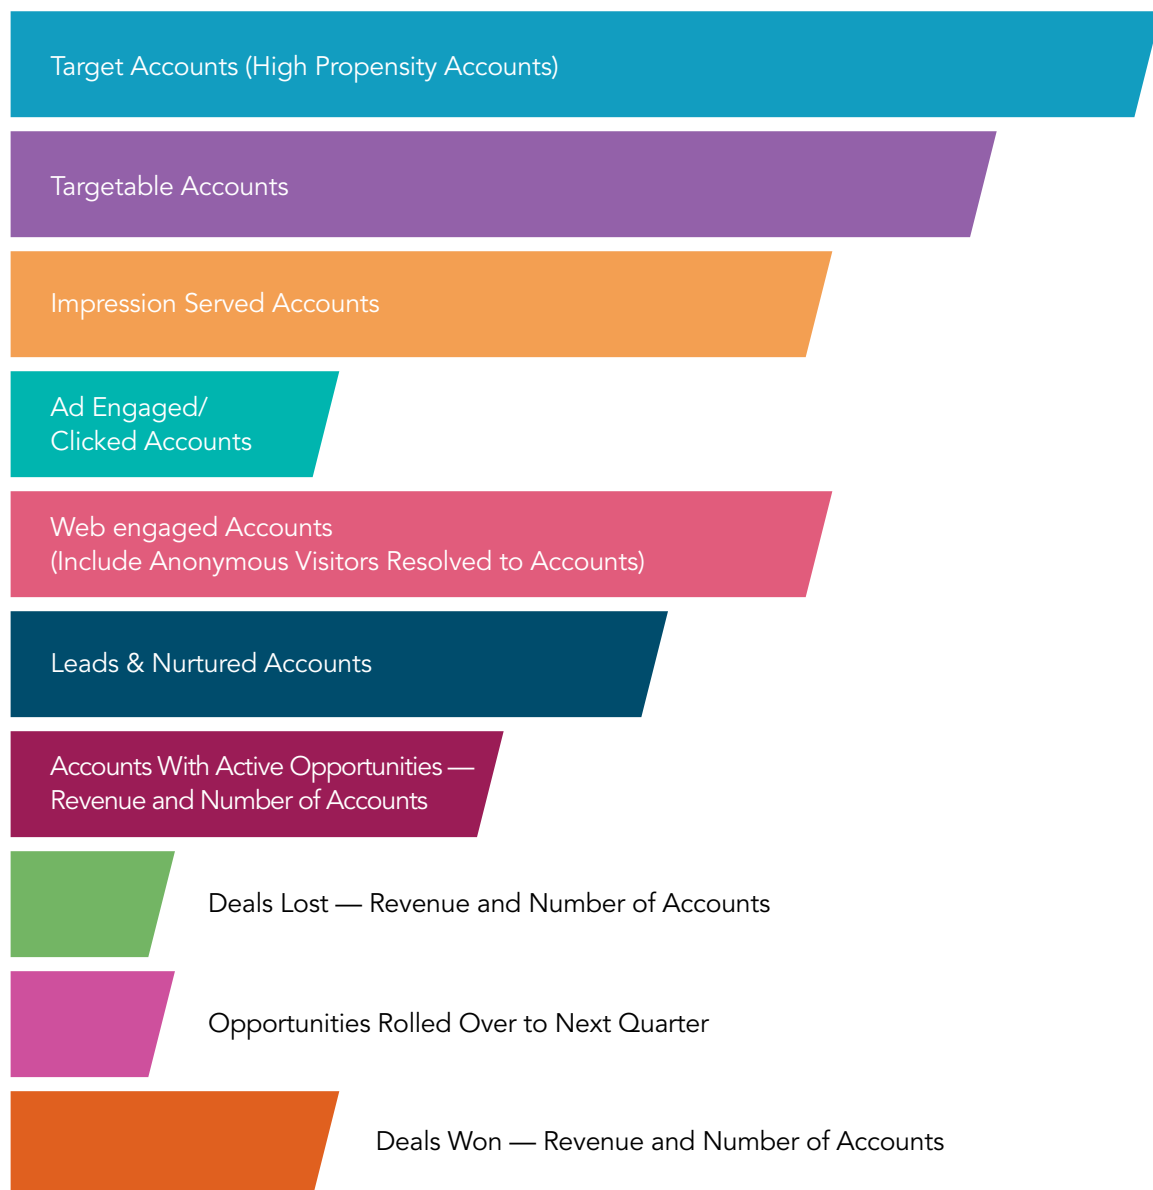 Target Accounts (High Propensity Accounts)
Targetable Accounts
Impression Served Accounts
Ad Engaged/
Clicked Accounts
Web engaged Accounts
(Include Anonymous Visitors Resolved to Accounts)
Leads & Nurtured Accounts
Accounts With Active Opportunities —
Revenue and Number of Accounts
Deals Lost — Revenue and Number of Accounts
Opportunities Rolled Over to Next Quarter
Deals Won — Revenue and Number of Accounts